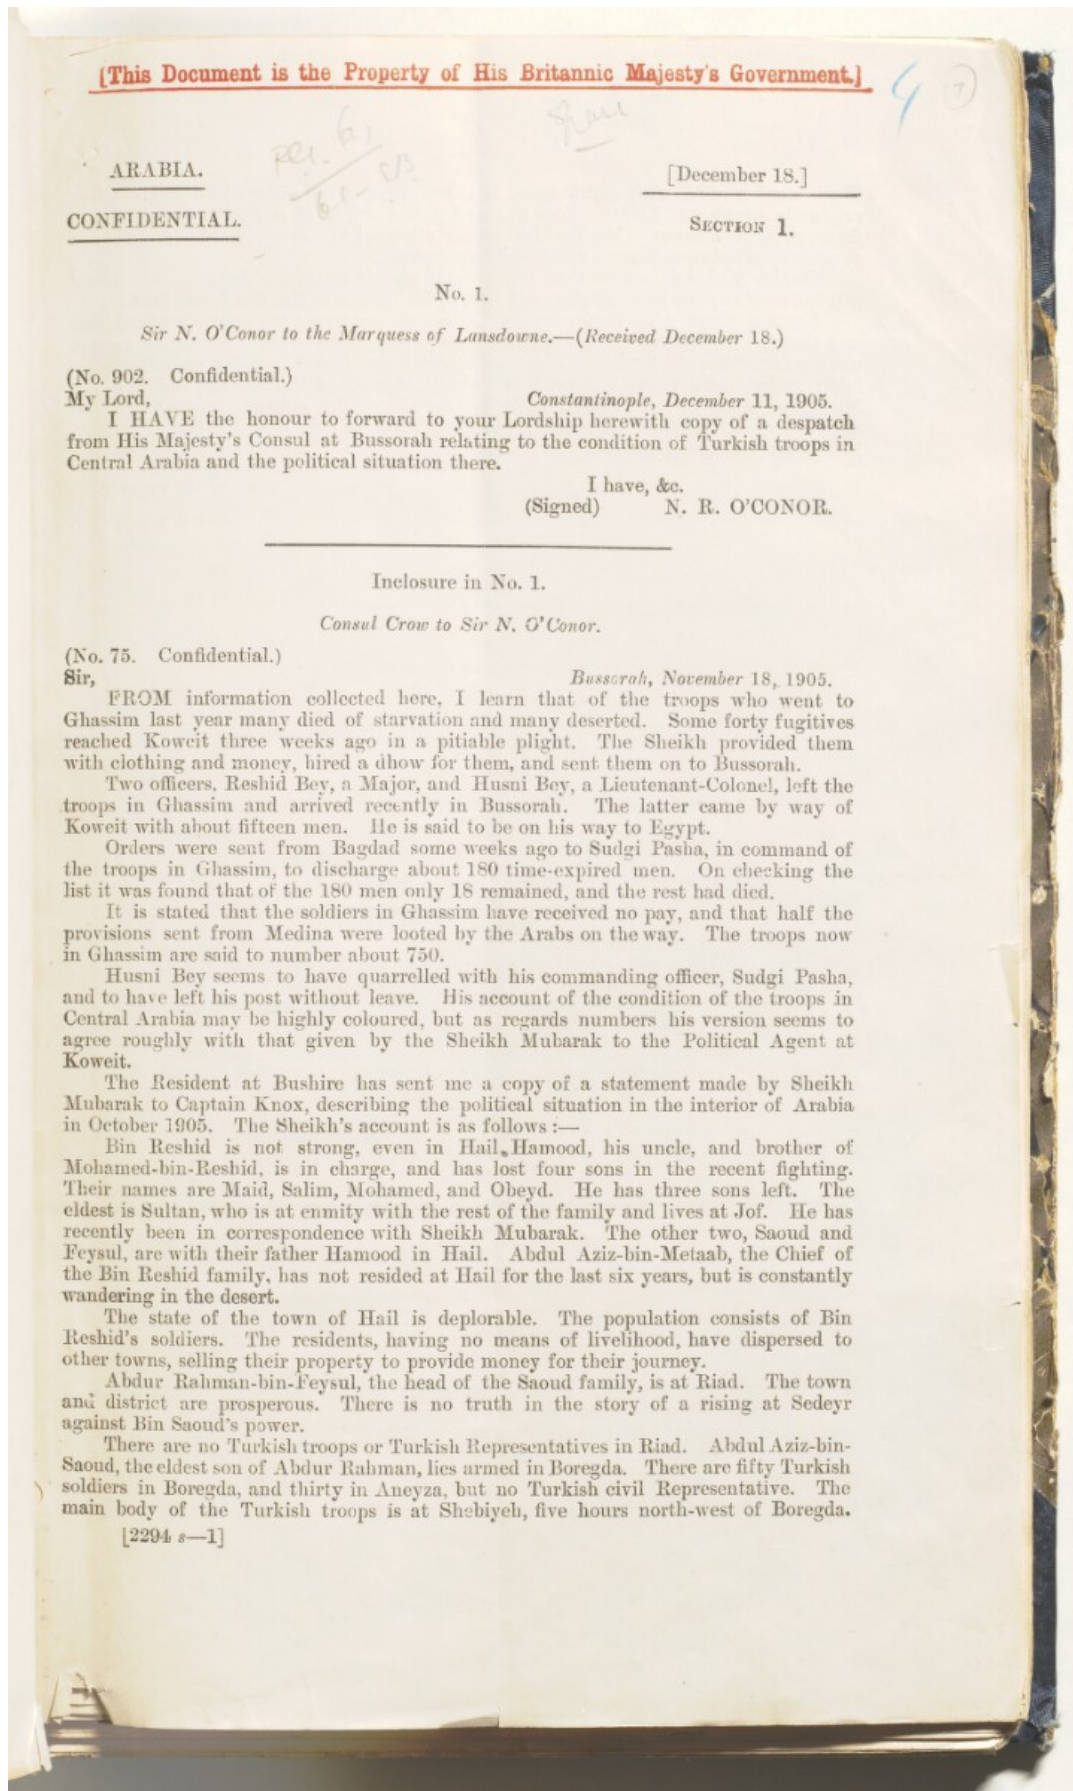 [This Document is the Property of His Britannic Majesty's Government.]
4
7
ARABIA.
[December 18.]
CONFIDENTIAL.
SECTION 1.
No. 1.
Sir N. O'Conor to the Marquess of Lansdowne.—(Received December 18.)
(No. 902. Confidential.)
My Lord,
Constantinople, December 11, 1905.
I HAVE the honour to forward to your Lordship herewith copy of a despatch
from His Majesty's Consul at Bussorah relating to the condition of Turkish troops in
Central Arabia and the political situation there.
I have, &c.
(Signed) N. R. O'CONOR.
Inclosure in No. 1.
Consul Crow to Sir N. O'Conor.
(No. 75. Confidential.)
Sir,
Bussorah, November 18, 1905.
FROM information collected here, I learn that of the troops who went to
Ghassim last year many died of starvation and many deserted. Some forty fugitives
reached Koweit three weeks ago in a pitiable plight. The Sheikh provided them
with clothing and money, hired a dhow for them, and sent them on to Bussorah.
Two officers, Reshid Bey, a Major, and Husni Bey, a Lieutenant-Colonel, left the
troops in Ghassim and arrived recently in Bussorah. The latter came by way of
Koweit with about fifteen men. He is said to be on his way to Egypt.
Orders were sent from Bagdad some weeks ago to Sudgi Pasha, in command of
the troops in Ghassim, to discharge about 180 time-expired men. On checking the
list it was found that of the 180 men only 18 remained, and the rest had died.
It is stated that the soldiers in Ghassim have received no pay, and that half the
provisions sent from Medina were looted by the Arabs on the way. The troops now
in Ghassim are said to number about 750.
Husni Bey seems to have quarrelled with his commanding officer, Sudgi Pasha,
and to have left his post without leave. His account of the condition of the troops in
Central Arabia may be highly coloured, but as regards numbers his version seems to
agree roughly with that given by the Sheikh Mubarak to the Political Agent at
Koweit.
The Resident at Bushire has sent me a copy of a statement made by Sheikh
Mubarak to Captain Knox, describing the political situation in the interior of Arabia
in October 1905. The Sheikh's account is as follows:—
Bin Reshid is not strong, even in Hail. Hamood, his uncle, and brother of
Mohamed-bin-Reshid, is in charge, and has lost four sons in the recent fighting.
Their names are Maid, Salim, Mohamed, and Obeyd. He has three sons left. The
eldest is Sultan, who is at enmity with the rest of the family and lives at Jof. He has
recently been in correspondence with Sheikh Mubarak. The other two, Saoud and
Feysul, are with their father Hamood in Hail. Abdul Aziz-bin-Metaab, the Chief of
the Bin Reshid family, has not resided at Hail for the last six years, but is constantly
wandering in the desert.
The state of the town of Hail is deplorable. The population consists of Bin
Reshid's soldiers. The residents, having no means of livelihood, have dispersed to
other towns, selling their property to provide money for their journey.
Abdur Rahman-bin-Feysul, the head of the Saoud family, is at Riad. The town
and district are prosperous. There is no truth in the story of a rising at Sedeyr
against Bin Saoud's power.
There are no Turkish troops or Turkish Representatives in Riad. Abdul Aziz-bin-
Saoud, the eldest son of Abdur Rahman, lies armed in Boregda. There are fifty Turkish
soldiers in Boregda, and thirty in Aneyza, but no Turkish civil Representative. The
main body of the Turkish troops is at Shebiyeh, five hours north-west of Boregda.
[2294 s—1]